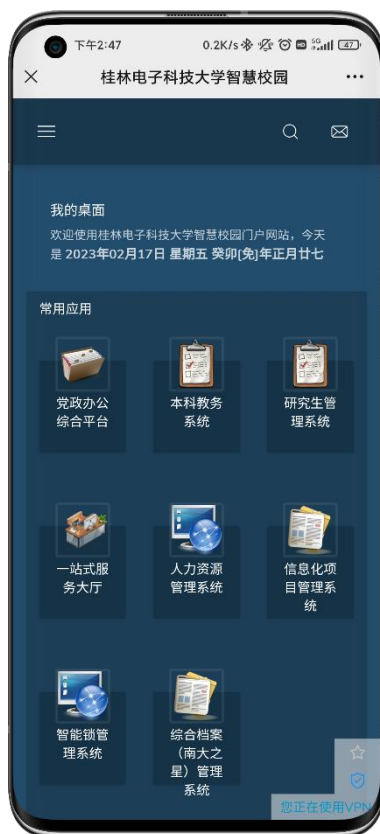 下午2:47
0.2K/s
5G
47
桂林电子科技大学智慧校园
我的桌面
欢迎使用桂林电子科技大学智慧校园门户网站，今天
是 2023年02月17日 星期五 癸卯[兔]年正月廿七
常用应用
党政办公
综合平台
本科教务
系统
研究生管
理系统
一站式服
务大厅
人力资源
管理系统
信息化项
目管理系
统
智能锁管
理系统
综合档案
（南大之
星）管理
系统
您正在使用VPN